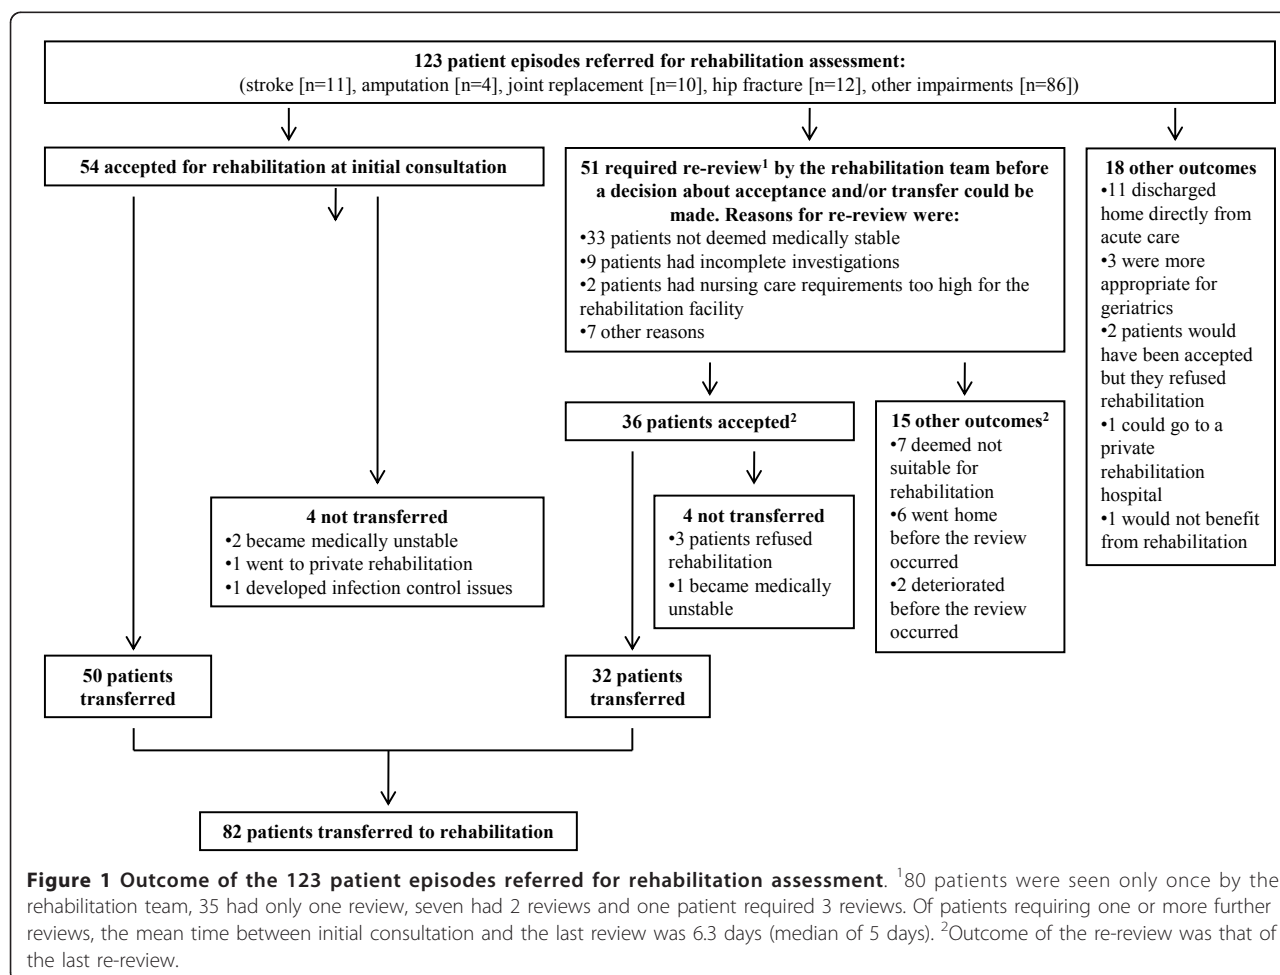 123 patient episodes referred for rehabilitation assessment:
(stroke [n=11], amputation [n=4], joint replacement [n=10], hip fracture [n=12], other impairments [n=86])
54 accepted for rehabilitation at initial consultation
51 required re-review1 by the rehabilitation team before
a decision about acceptance and/or transfer could be
made. Reasons for re-review were:
•33 patients not deemed medically stable
•9 patients had incomplete investigations
•2 patients had nursing care requirements too high for the
rehabilitation facility
•7 other reasons
18 other outcomes
•11 discharged
home directly from
acute care
•3 were more
appropriate for
geriatrics
•2 patients would
have been accepted
but they refused
rehabilitation
•1 could go to a
private
rehabilitation
hospital
•1 would not benefit
from rehabilitation
36 patients accepted2
15 other outcomes2
•7 deemed not
suitable for
rehabilitation
•6 went home
before the review
occurred
•2 deteriorated
before the review
occurred
4 not transferred
•2 became medically unstable
•1 went to private rehabilitation
•1 developed infection control issues
4 not transferred
•3 patients refused
rehabilitation
•1 became medically
unstable
50 patients
transferred
32 patients
transferred
82 patients transferred to rehabilitation
Figure 1 Outcome of the 123 patient episodes referred for rehabilitation assessment. 180 patients were seen only once by the
rehabilitation team, 35 had only one review, seven had 2 reviews and one patient required 3 reviews. Of patients requiring one or more further
reviews, the mean time between initial consultation and the last review was 6.3 days (median of 5 days). 2Outcome of the re-review was that of
the last re-review.